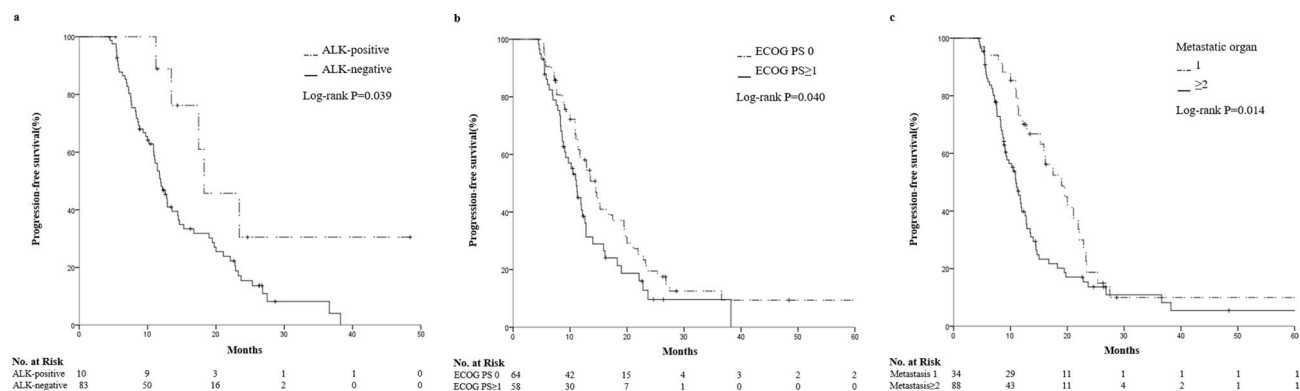 a
ALK-positive
ALK-negative
Log-rank P=0.039
Progression-free survival(%)
100
80
60
40
20
0
0 10 20 30 40 50
Months
No. at Risk
ALK-positive 10 9 3 1 1 0
ALK-negative 83 50 16 2 0 0
b
ECOG PS 0
ECOG PS≥1
Log-rank P=0.040
Progression-free survival(%)
100
80
60
40
20
0
0 10 20 30 40 50 60
Months
No. at Risk
ECOG PS 0 64 42 15 4 3 2 2
ECOG PS≥1 58 30 7 1 0 0 0
c
Metastatic organ
1
≥2
Log-rank P=0.014
Progression-free survival(%)
100
80
60
40
20
0
0 10 20 30 40 50 60
Months
No. at Risk
Metastasis 1 34 29 11 1 1 1 1
Metastasis≥2 88 43 11 4 2 1 1